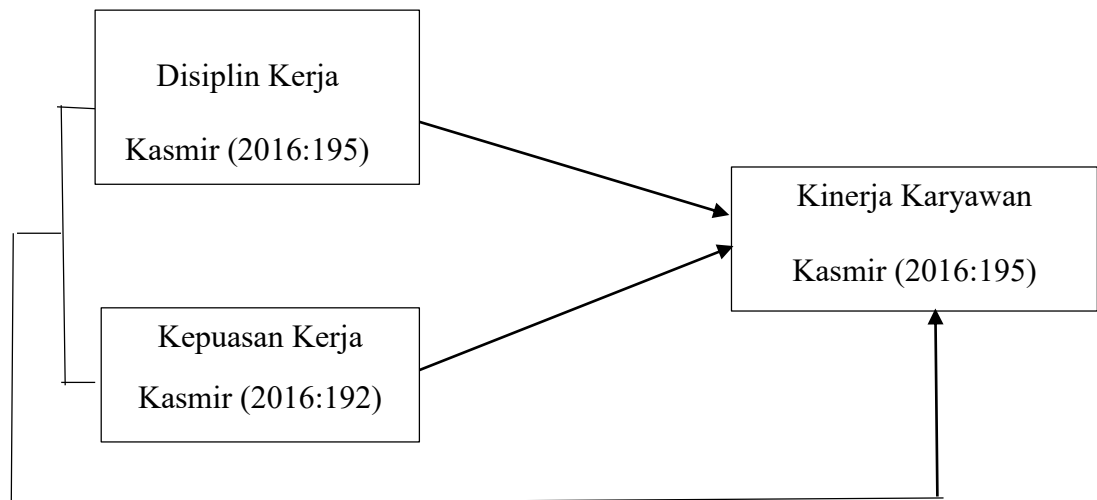 Disiplin Kerja
Kasmir (2016:195)
Kinerja Karyawan
Kasmir (2016:195)
Kepuasan Kerja
Kasmir (2016:192)